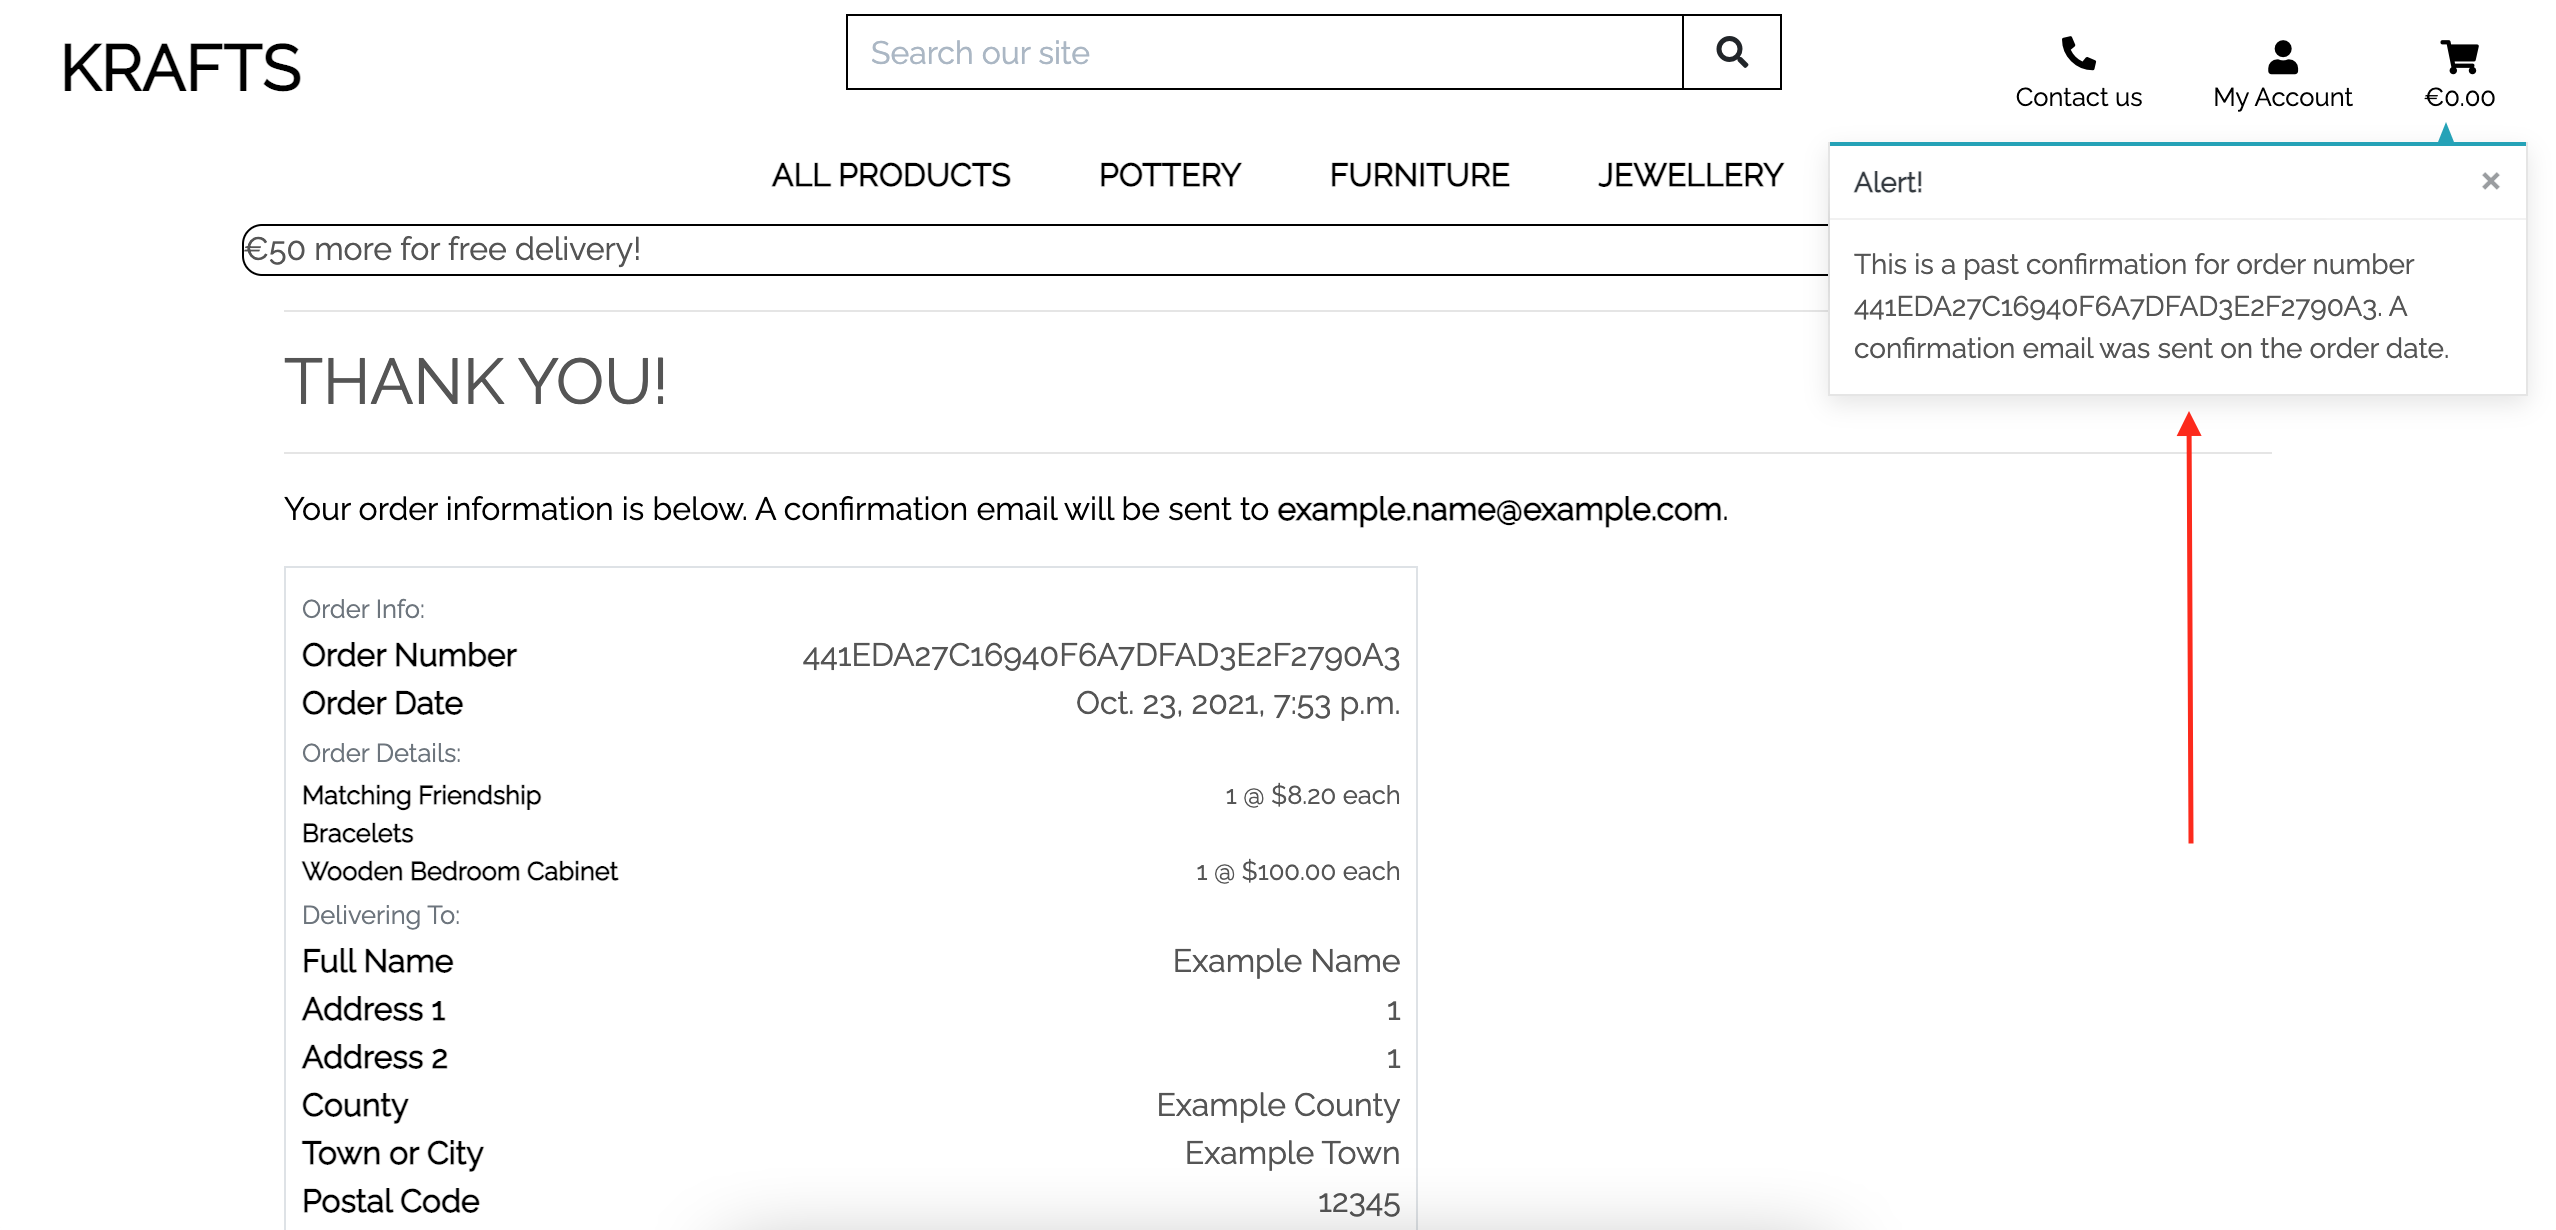 KRAFTS
Search our site
Contact us
My Account
€0.00
ALL PRODUCTS
POTTERY
FURNITURE
JEWELLERY
Alert!
×
This is a past confirmation for order number
441EDA27C16940F6A7DFAD3E2F2790A3. A
confirmation email was sent on the order date.
€50 more for free delivery!
THANK YOU!
Your order information is below. A confirmation email will be sent to example.name@example.com.
Order Info:
Order Number 441EDA27C16940F6A7DFAD3E2F2790A3
Order Date Oct. 23, 2021, 7:53 p.m.
Order Details:
Matching Friendship 1 @ $8.20 each
Bracelets
Wooden Bedroom Cabinet 1 @ $100.00 each
Delivering To:
Full Name Example Name
Address 1 1
Address 2 1
County Example County
Town or City Example Town
Postal Code 12345